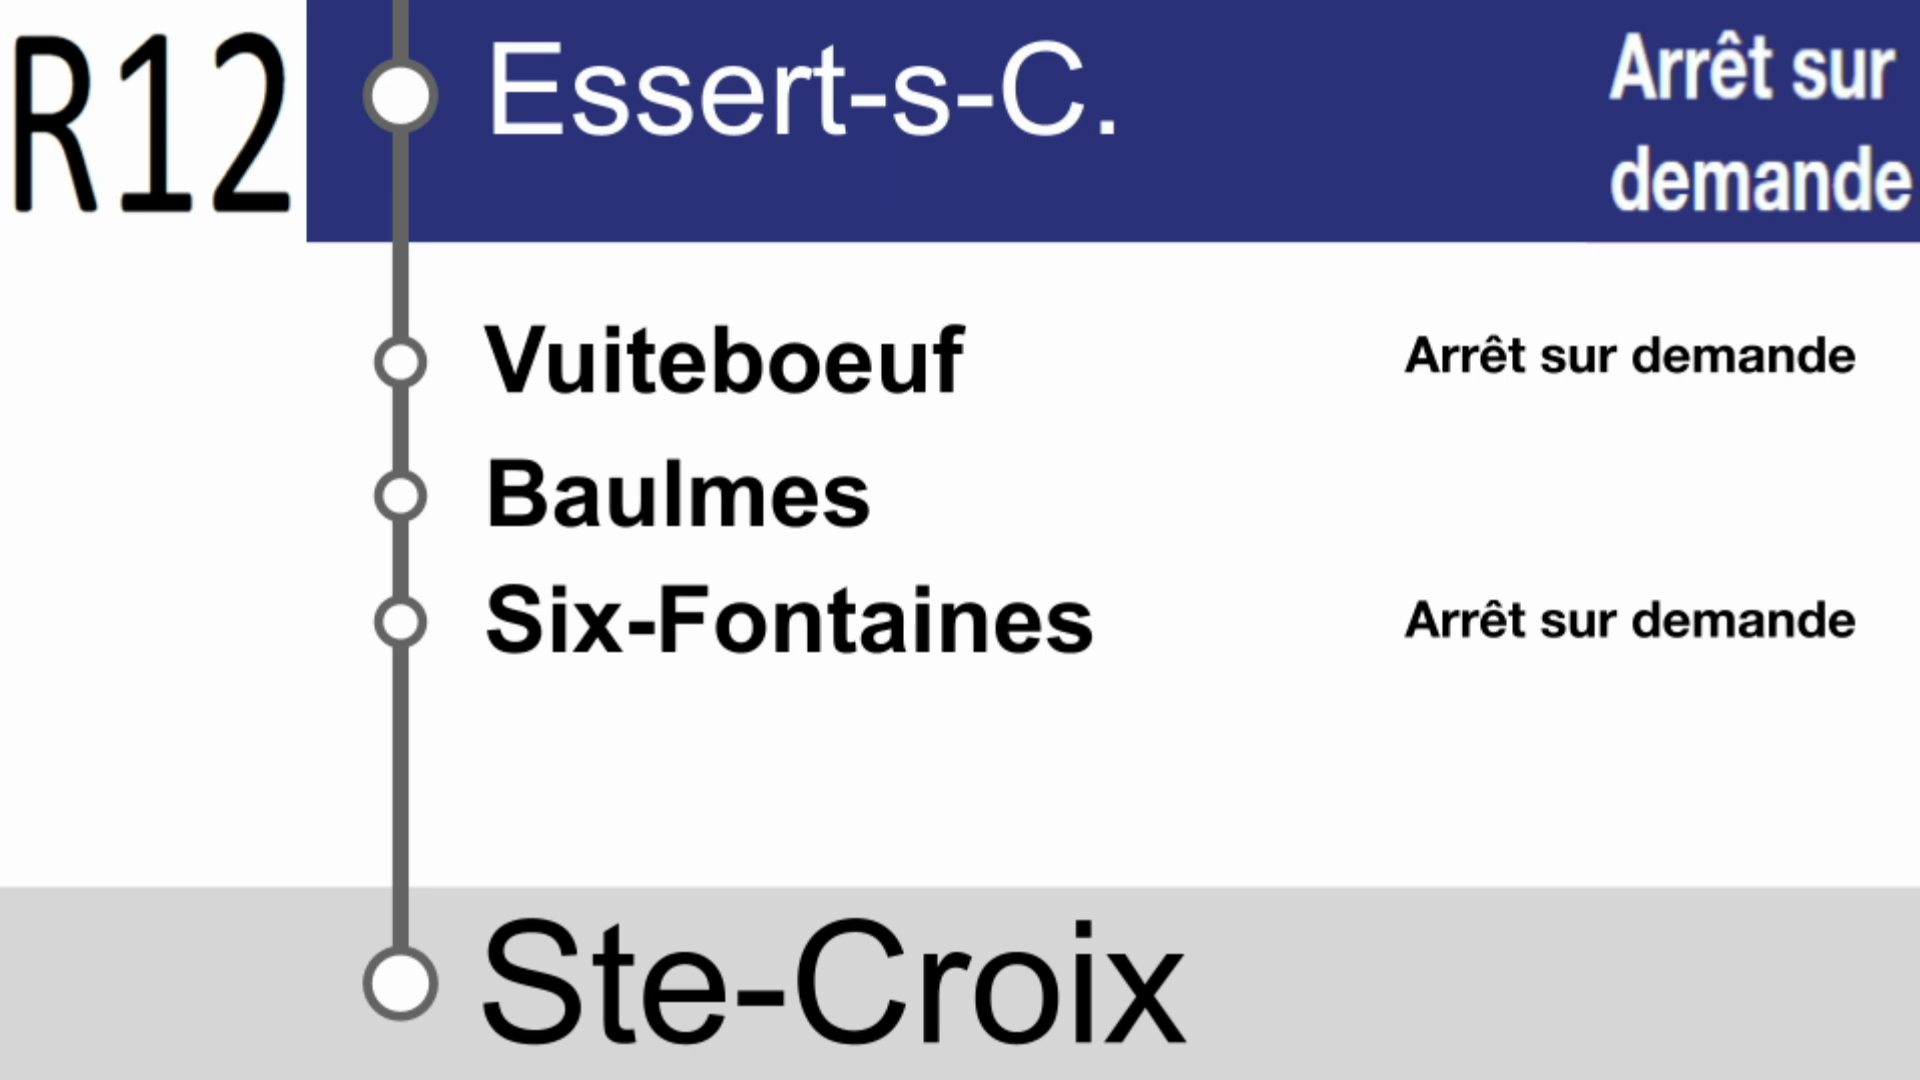 R12
Essert-s-C.
Arrêt sur
demande
Vuiteboeuf
Arrêt sur demande
Baulmes
Six-Fontaines
Arrêt sur demande
Ste-Croix